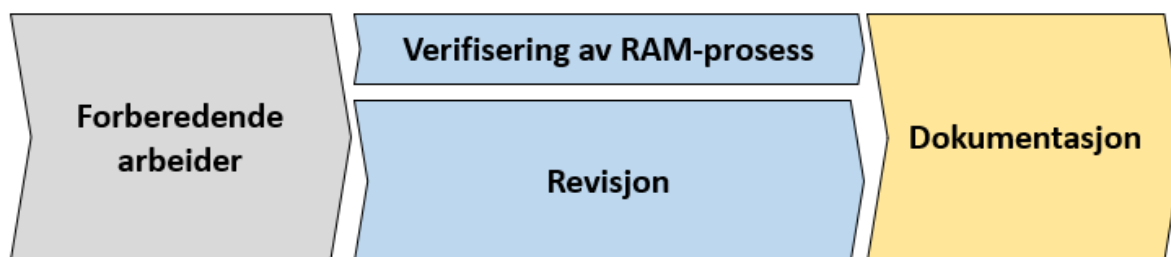 Forberedende
arbeider
Verifisering av RAM-prosess
Revisjon
Dokumentasjon